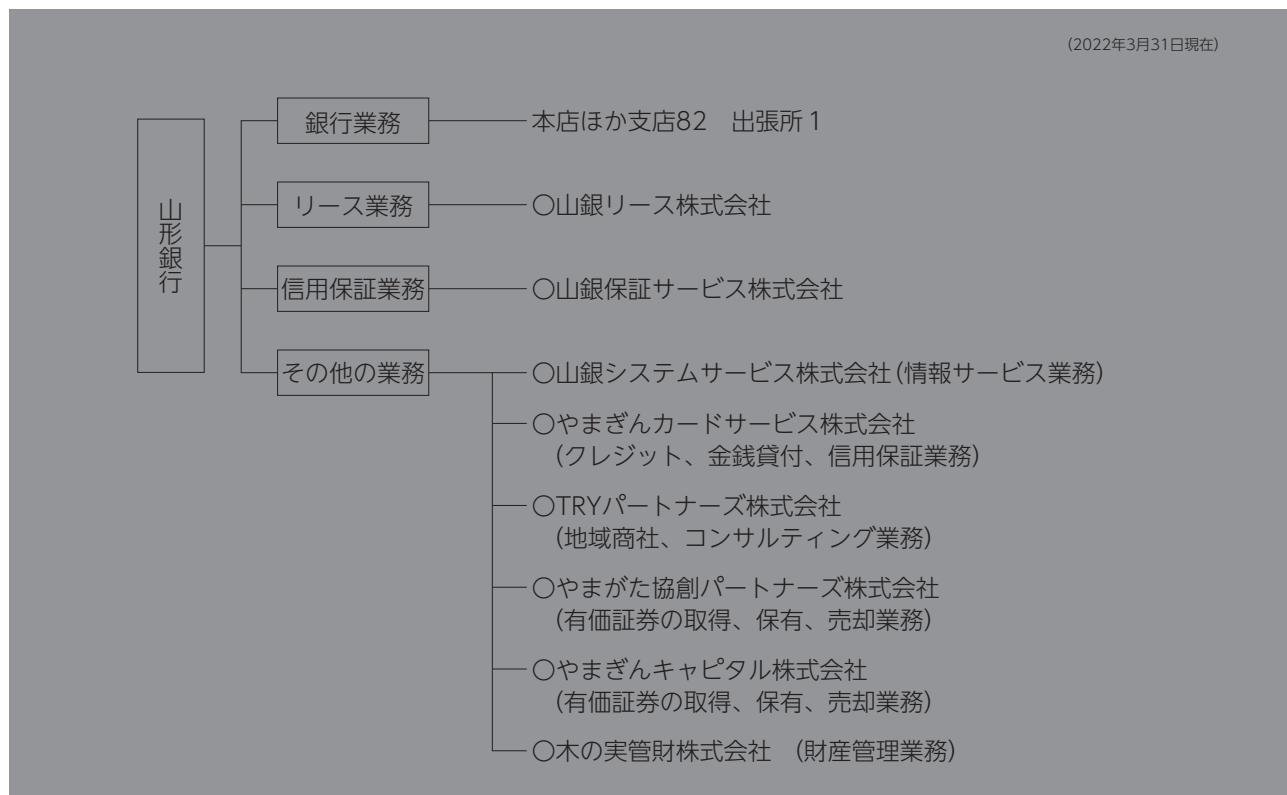 (2022年3月31日現在)
山形銀行
銀行業務
本店ほか支店82　出張所1
リース業務
○山銀リース株式会社
信用保証業務
○山銀保証サービス株式会社
その他の業務
○山銀システムサービス株式会社(情報サービス業務)
○やまぎんカードサービス株式会社
(クレジット、金銭貸付、信用保証業務)
○TRYパートナーズ株式会社
(地域商社、コンサルティング業務)
○やまがた協創パートナーズ株式会社
(有価証券の取得、保有、売却業務)
○やまぎんキャピタル株式会社
(有価証券の取得、保有、売却業務)
○木の実管財株式会社　(財産管理業務)